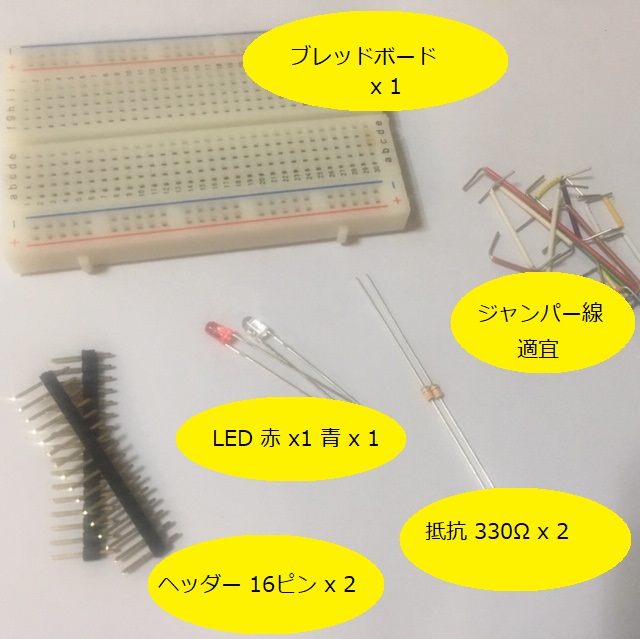 ブレッドボード
x 1
ジャンパー線
適宜
LED 赤 x1 青 x 1
抵抗 330Ω x 2
ヘッダー 16ピン x 2